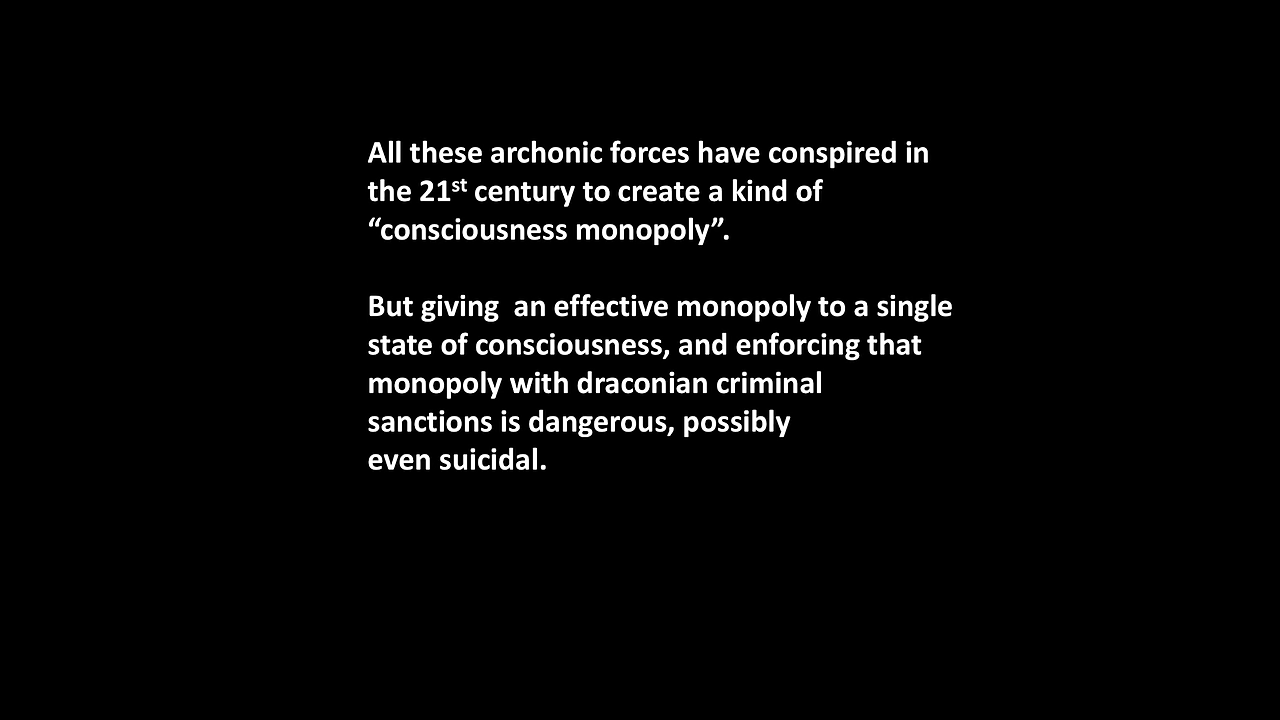 All these archonic forces have conspired in
the 21st century to create a kind of
“consciousness monopoly”.
But giving  an effective monopoly to a single
state of consciousness, and enforcing that
monopoly with draconian criminal
sanctions is dangerous, possibly
even suicidal.